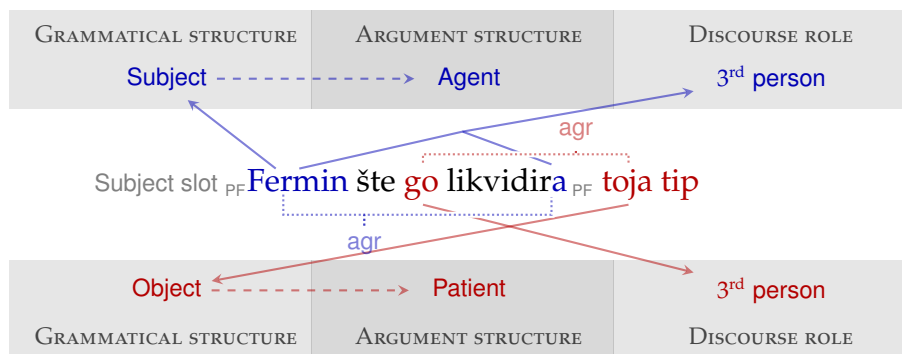 GRAMMATICAL STRUCTURE ARGUMENT STRUCTURE DISCOURSE ROLE
Subject Agent 3rd person
agr
Subject slot PF Fermin šte go likvidira PF toja tip
agr
Object Patient 3rd person
GRAMMATICAL STRUCTURE ARGUMENT STRUCTURE DISCOURSE ROLE